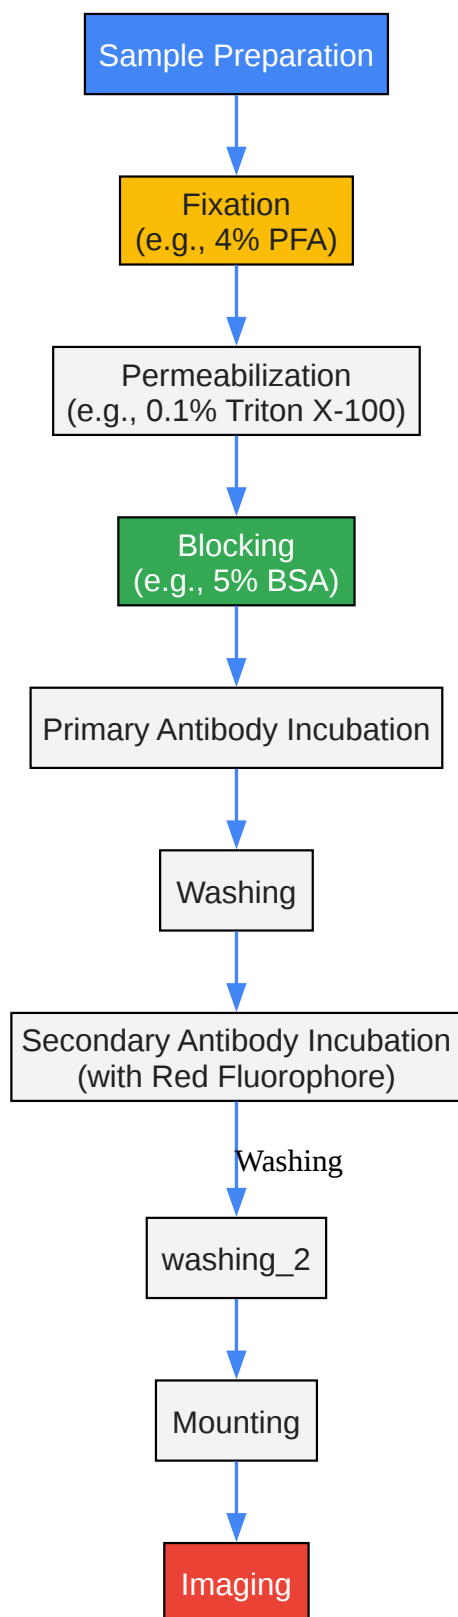 Sample Preparation
Fixation
(e.g., 4% PFA)
Permeabilization
(e.g., 0.1% Triton X-100)
Blocking
(e.g., 5% BSA)
Primary Antibody Incubation
Washing
Secondary Antibody Incubation
(with Red Fluorophore)
Washing
washing_2
Mounting
Imaging